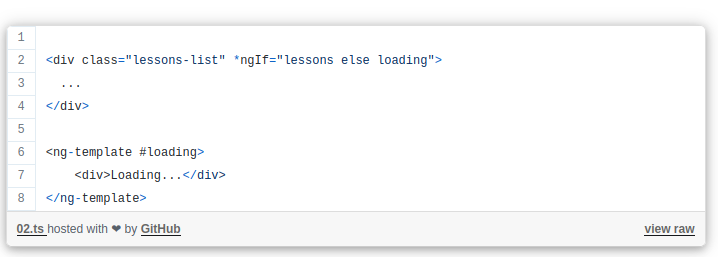 1
2 <div class="lessons-list" *ngIf="lessons else loading">
3 ...
4 </div>
5
6 <ng-template #loading>
7 <div>Loading...</div>
8 </ng-template>
02.ts hosted with ❤ by GitHub view raw